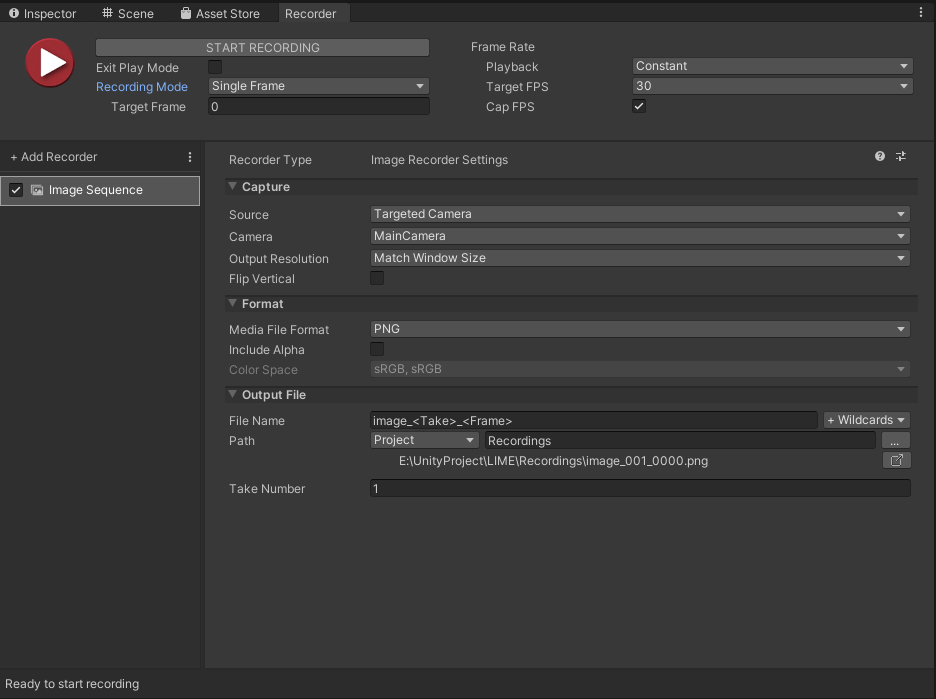 Inspector Scene Asset Store Recorder
START RECORDING
Exit Play Mode
Recording Mode Single Frame
Target Frame 0
Frame Rate
Playback Constant
Target FPS 30
Cap FPS
+ Add Recorder
Image Sequence
Recorder Type Image Recorder Settings
Capture
Source Targeted Camera
Camera MainCamera
Output Resolution Match Window Size
Flip Vertical
Format
Media File Format PNG
Include Alpha
Color Space sRGB, sRGB
Output File
File Name image_<Take>_<Frame> + Wildcards
Path Project Recordings ...
E:\UnityProject\LIME\Recordings\image_001_0000.png
Take Number 1
Ready to start recording